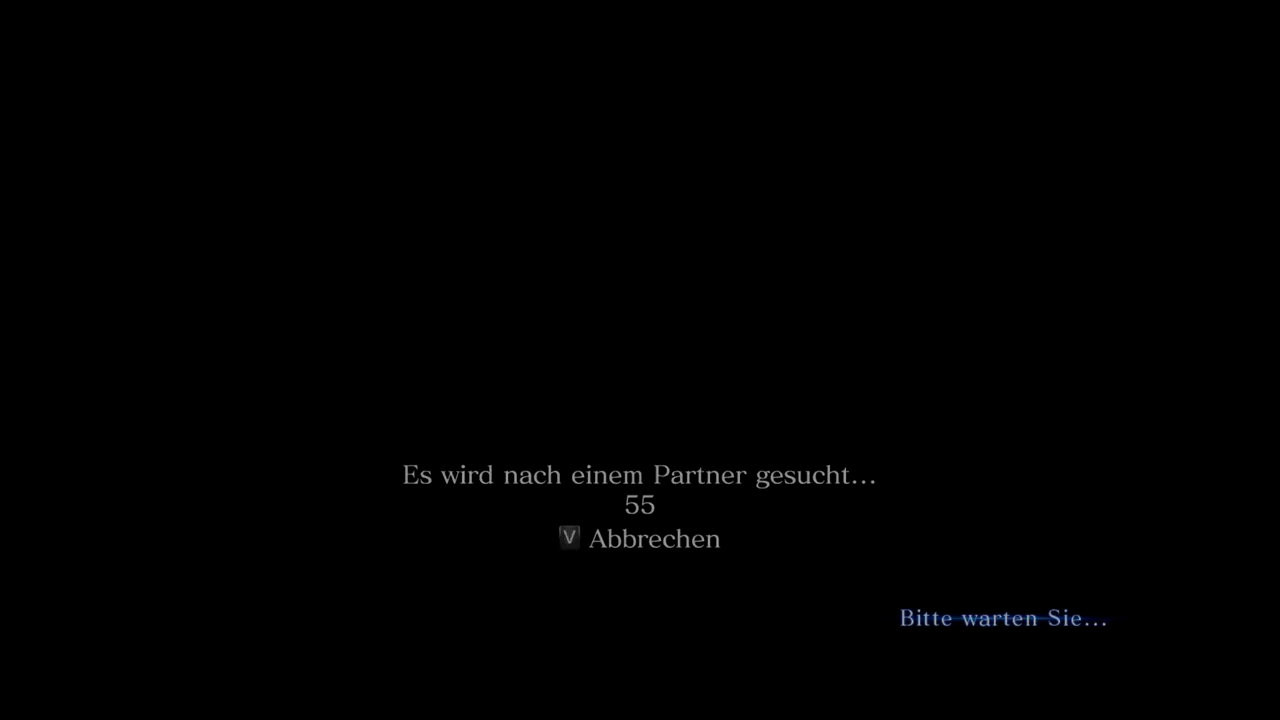 Es wird nach einem Partner gesucht...
55
V Abbrechen
Bitte warten Sie...